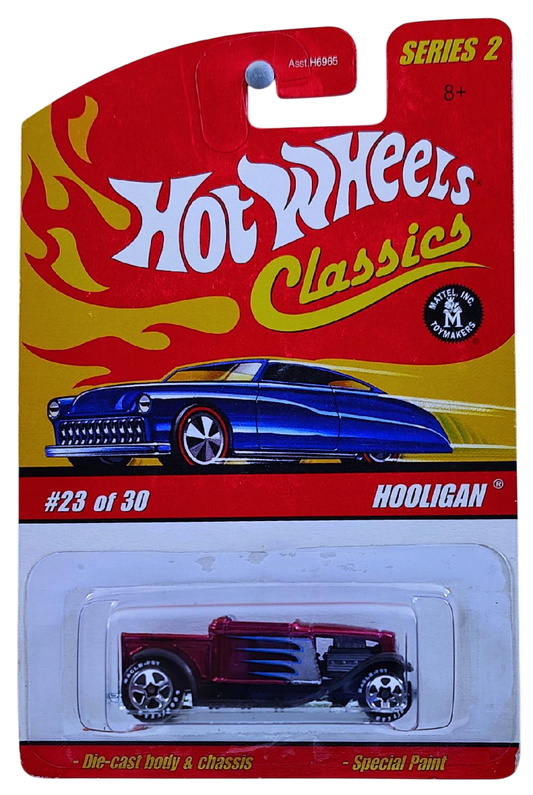 Asst.H6965
SERIES 2
8+
HOT WHEELS®
Classics
MATTEL, INC.
M
TOYMAKERS®
#23 of 30
HOOLIGAN®
- Die-cast body & chassis
- Special Paint